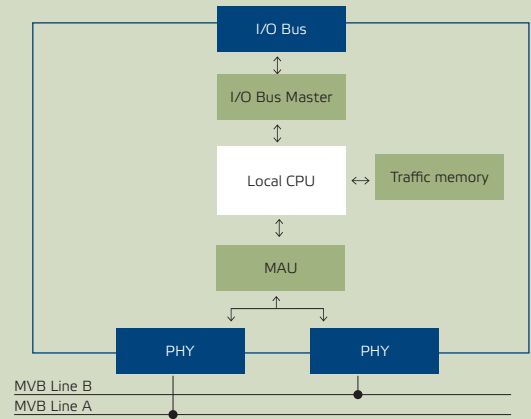 I/O Bus
I/O Bus Master
Local CPU
Traffic memory
MAU
PHY
PHY
MVB Line B
MVB Line A